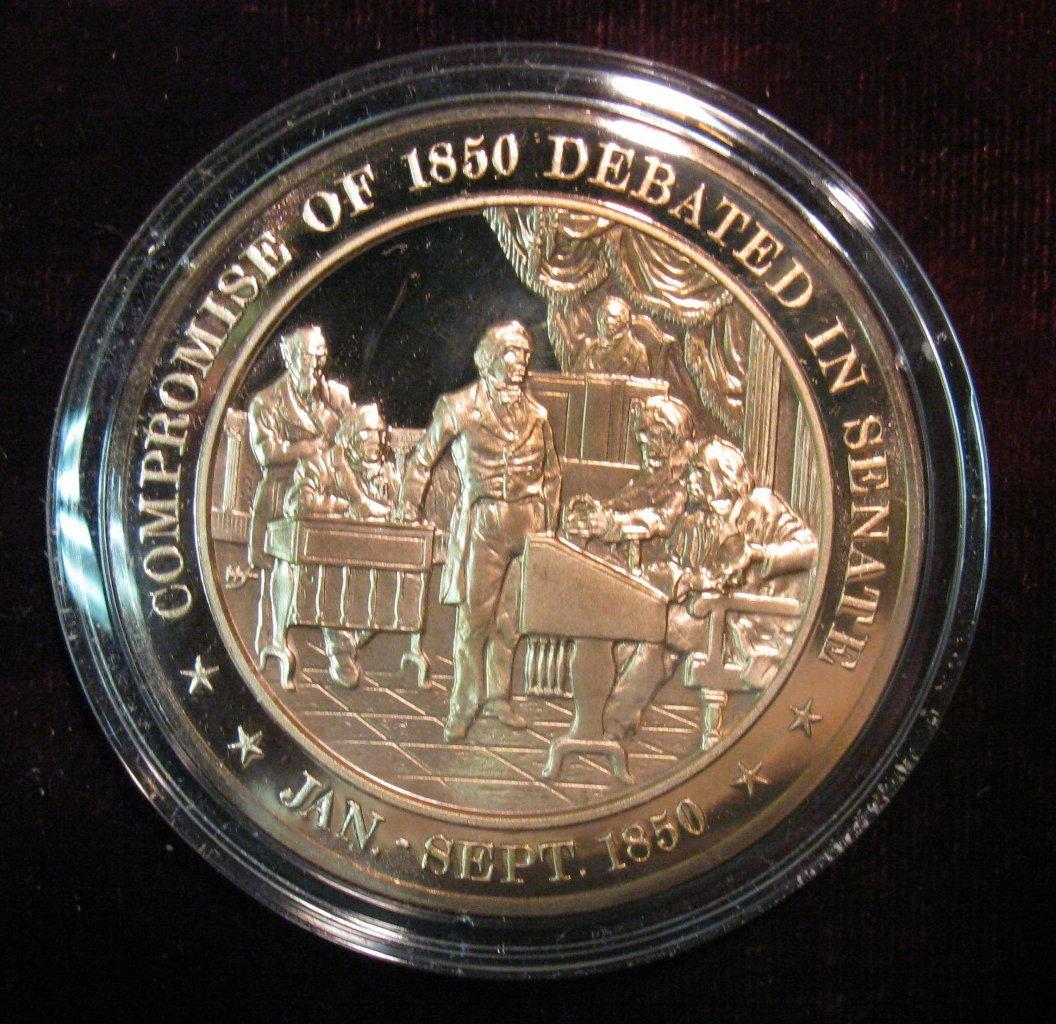 COMPROMISE OF 1850 DEBATED IN SENATE
JAN. - SEPT. 1850